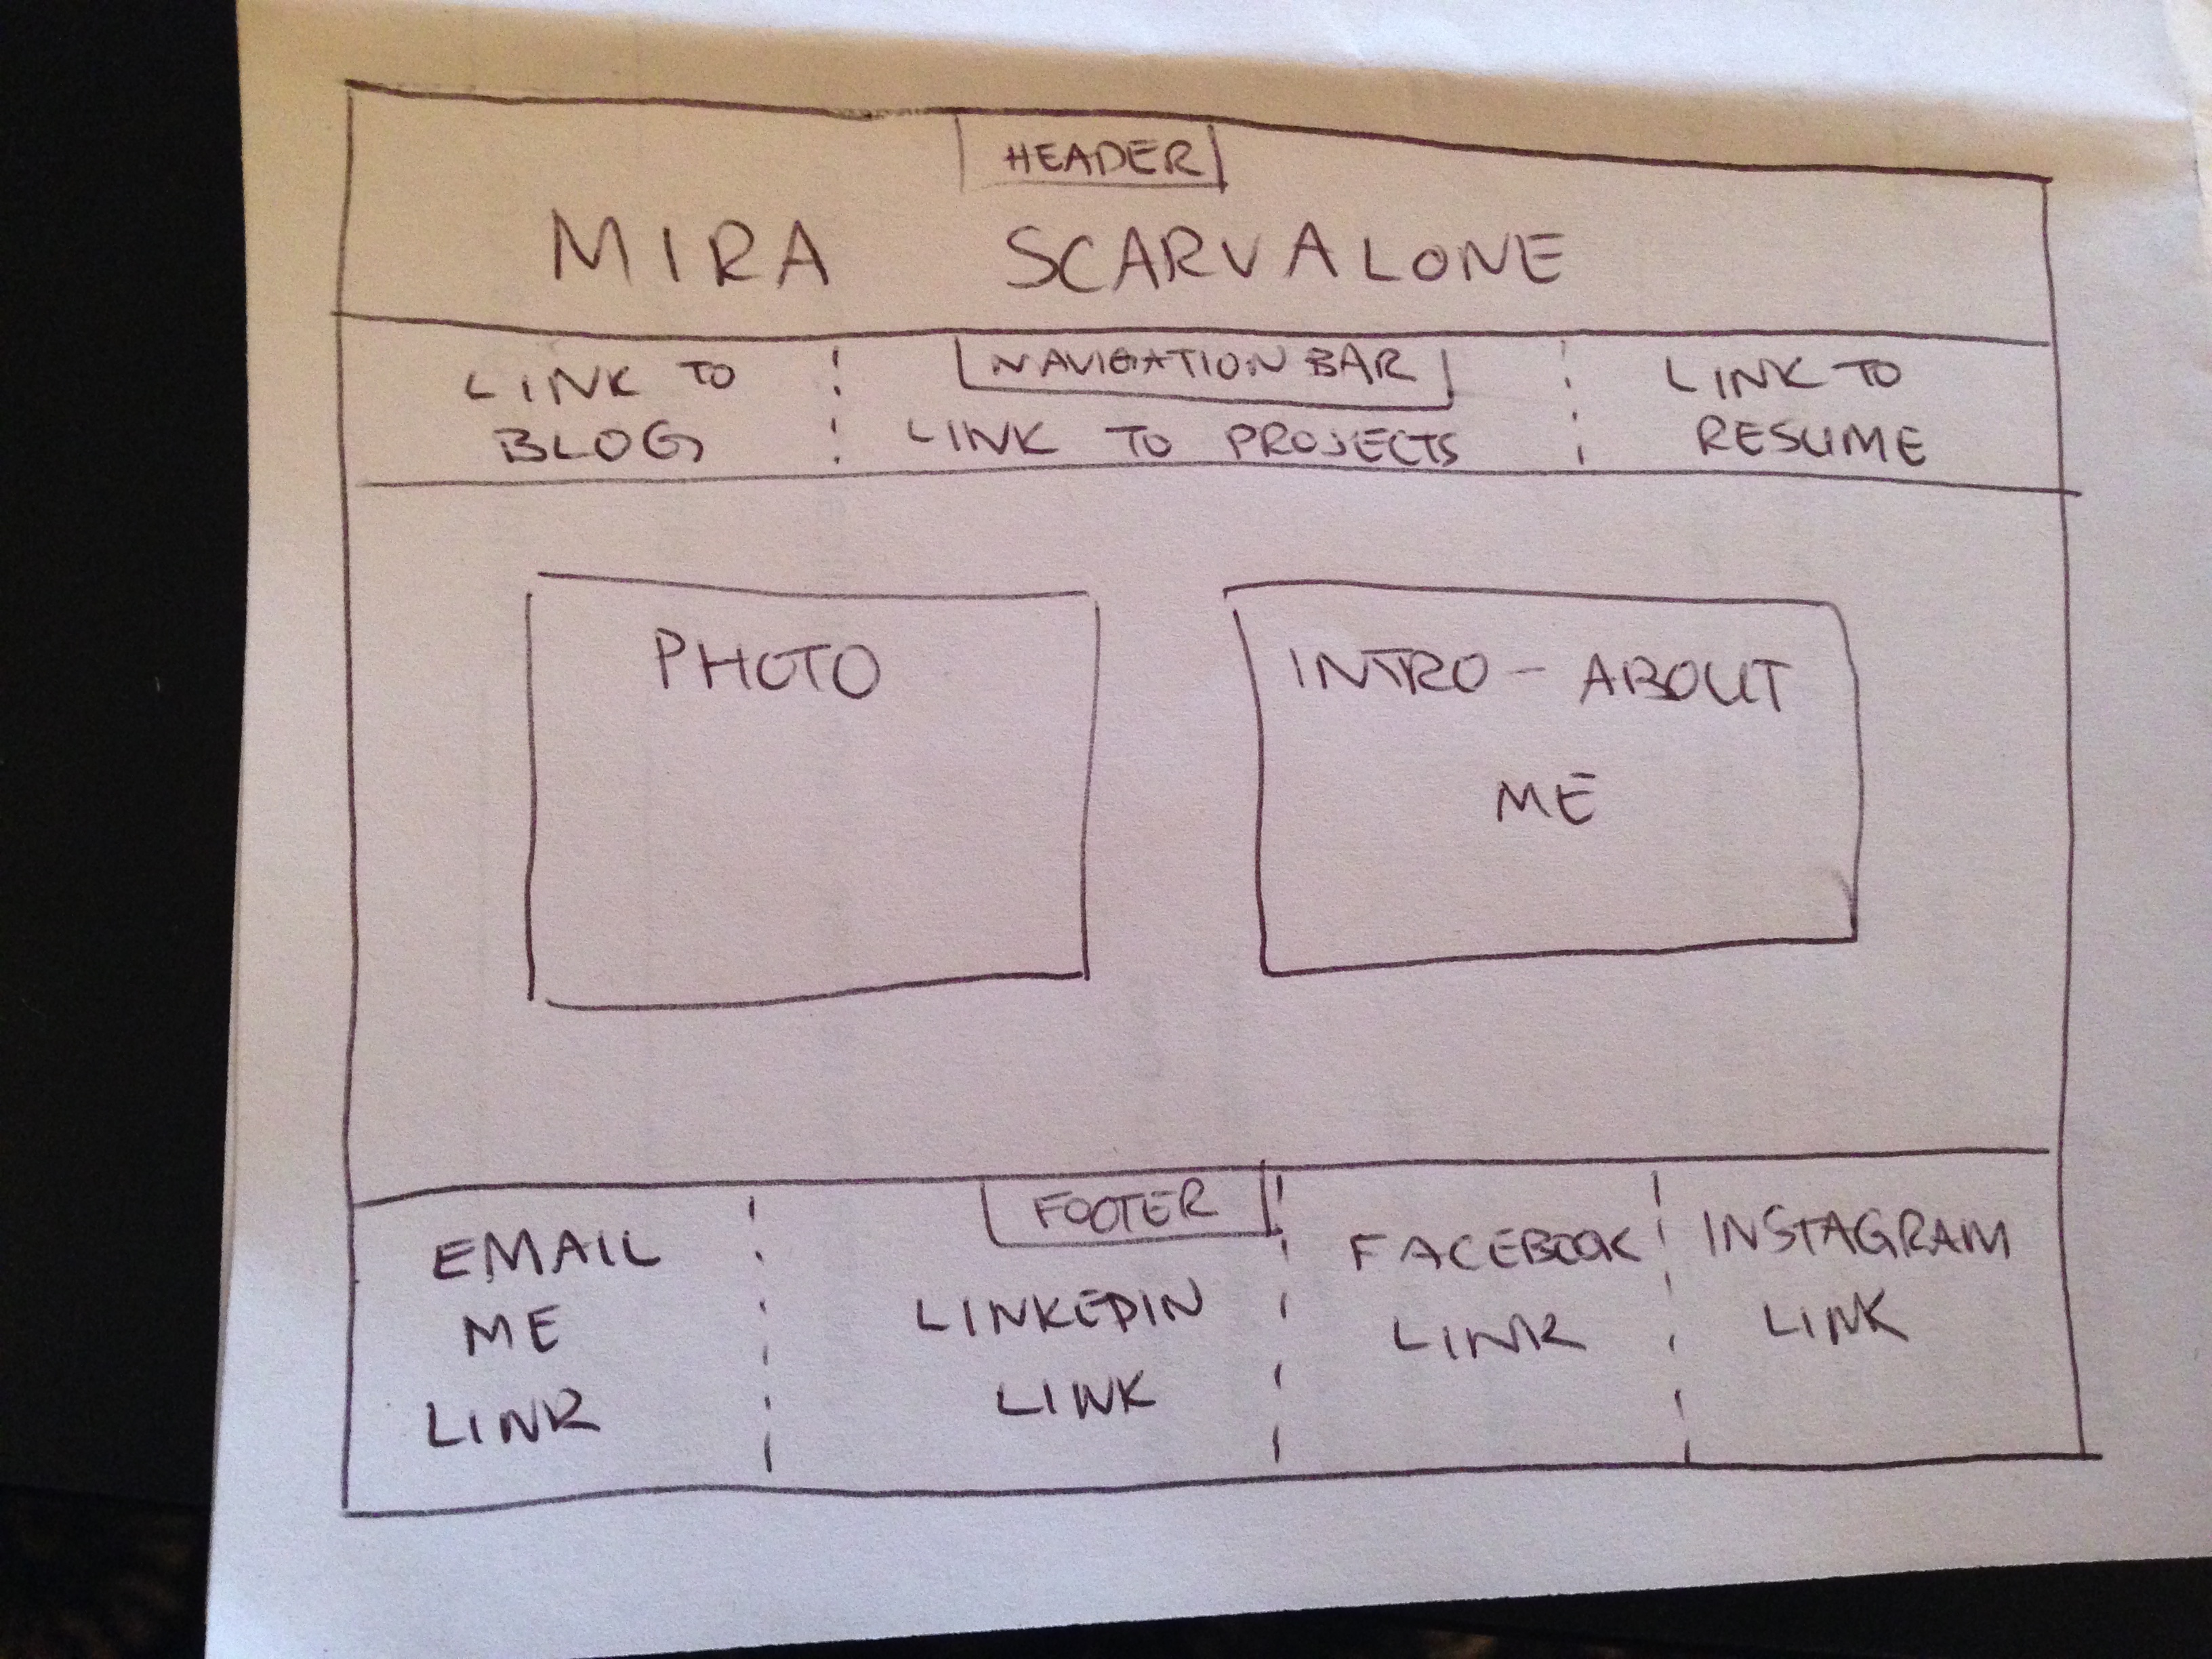 HEADER
MIRA SCARVALONE
NAVIGATION BAR
LINK TO
BLOG
LINK TO PROJECTS
LINK TO
RESUME
PHOTO
INTRO - ABOUT
ME
FOOTER
EMAIL
ME
LINK
LINKEDIN
LINK
FACEBOOK
LINK
INSTAGRAM
LINK